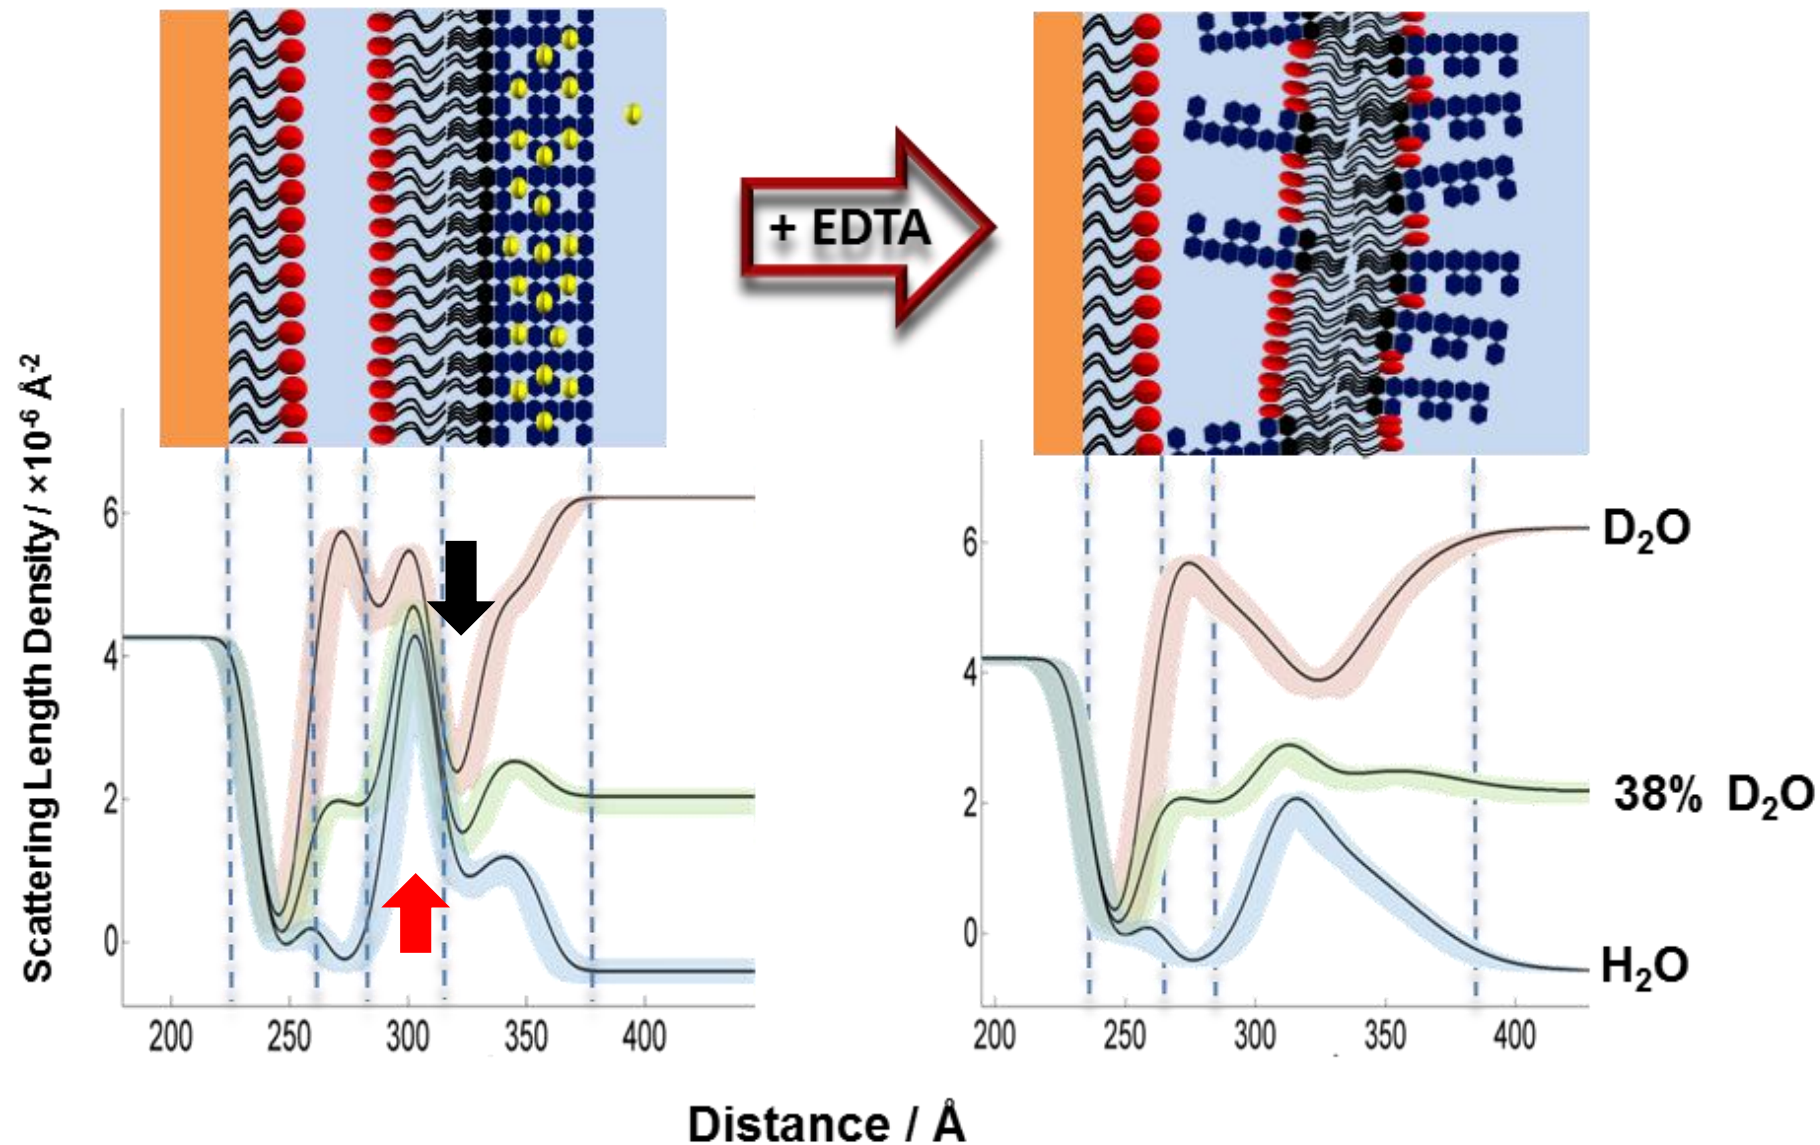 + EDTA
Scattering Length Density / ×10⁻⁶ Å⁻²
6
4
2
0
200 250 300 350 400
6
4
2
0
200 250 300 350 400
D₂O
38% D₂O
H₂O
Distance / Å